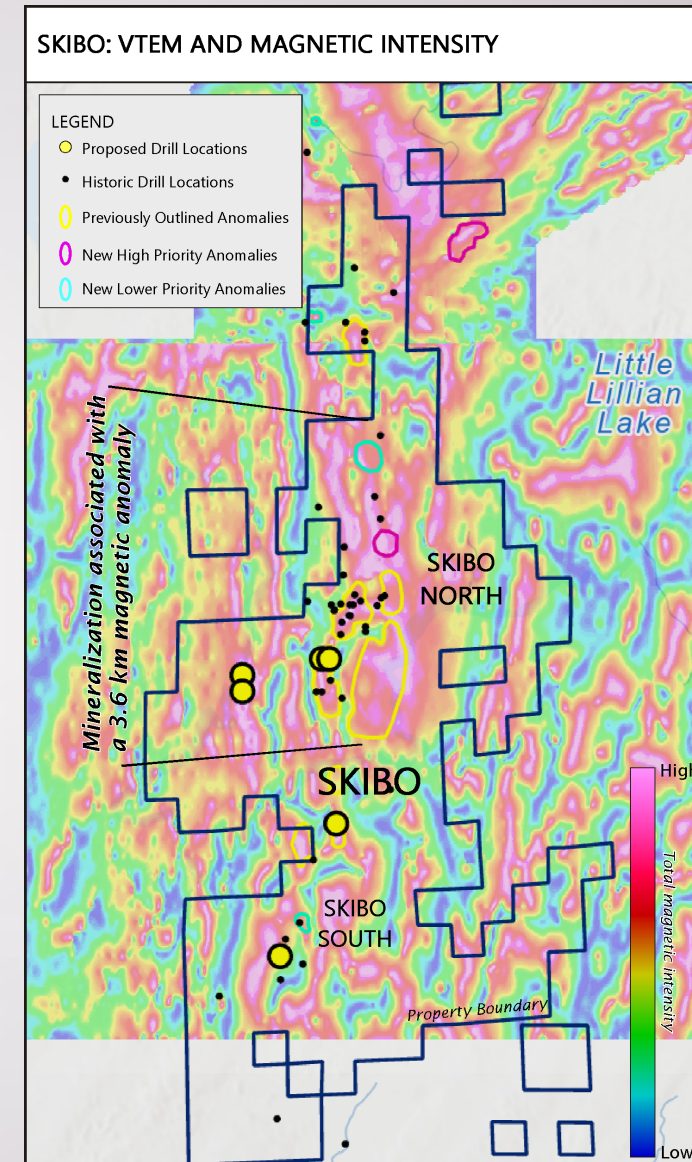 SKIBO: VTEM AND MAGNETIC INTENSITY
LEGEND
Proposed Drill Locations
Historic Drill Locations
Previously Outlined Anomalies
New High Priority Anomalies
New Lower Priority Anomalies
Little
Lillian
Lake
Mineralization associated with
a 3.6 km magnetic anomaly
SKIBO
NORTH
SKIBO
High
Total magnetic intensity
Low
SKIBO
SOUTH
Property Boundary